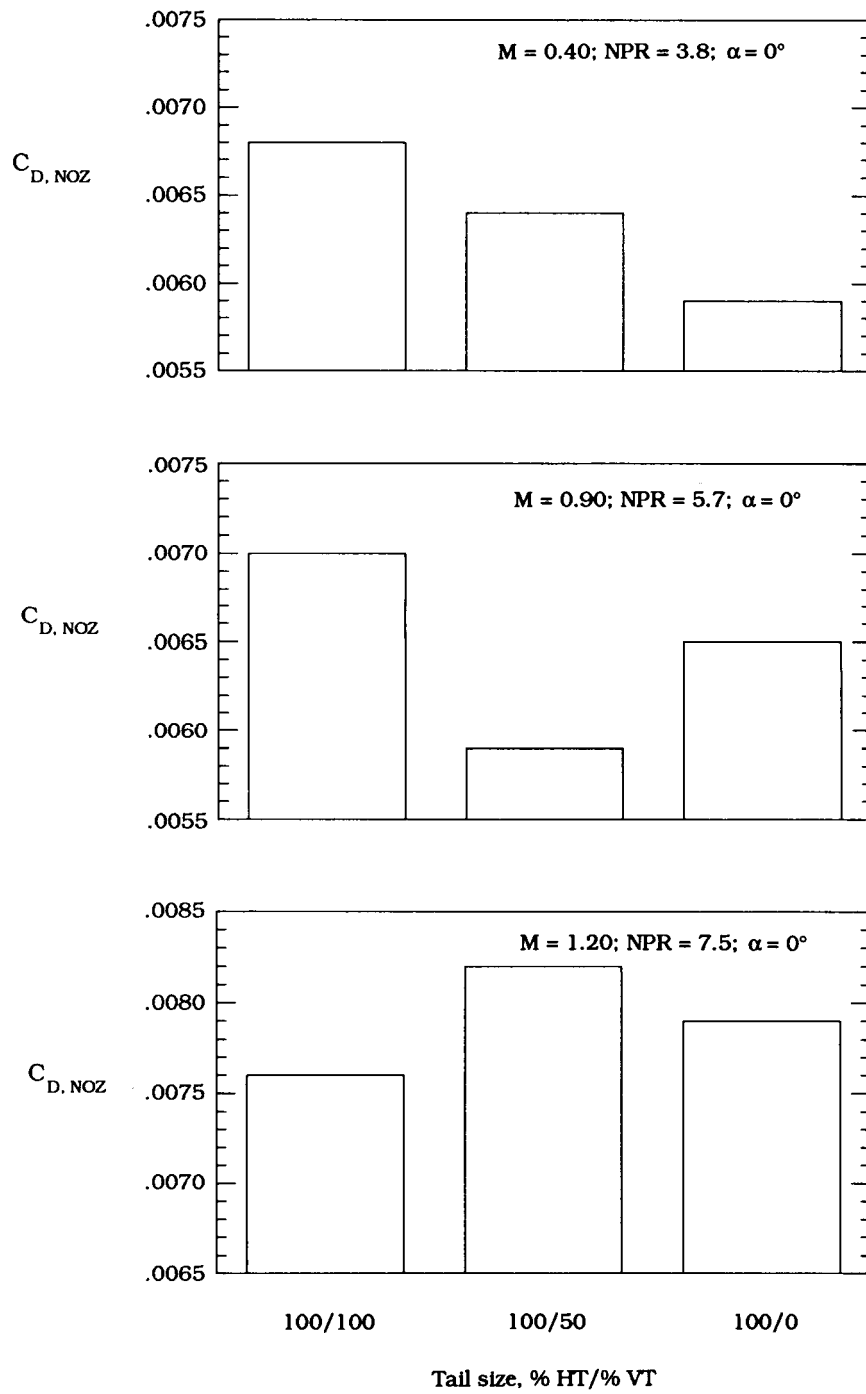 .0075
M = 0.40; NPR = 3.8; α = 0°
.0070
C_D, NOZ
.0065
.0060
.0055
.0075
M = 0.90; NPR = 5.7; α = 0°
.0070
C_D, NOZ
.0065
.0060
.0055
.0085
M = 1.20; NPR = 7.5; α = 0°
.0080
C_D, NOZ
.0075
.0070
.0065
100/100 100/50 100/0
Tail size, % HT/% VT